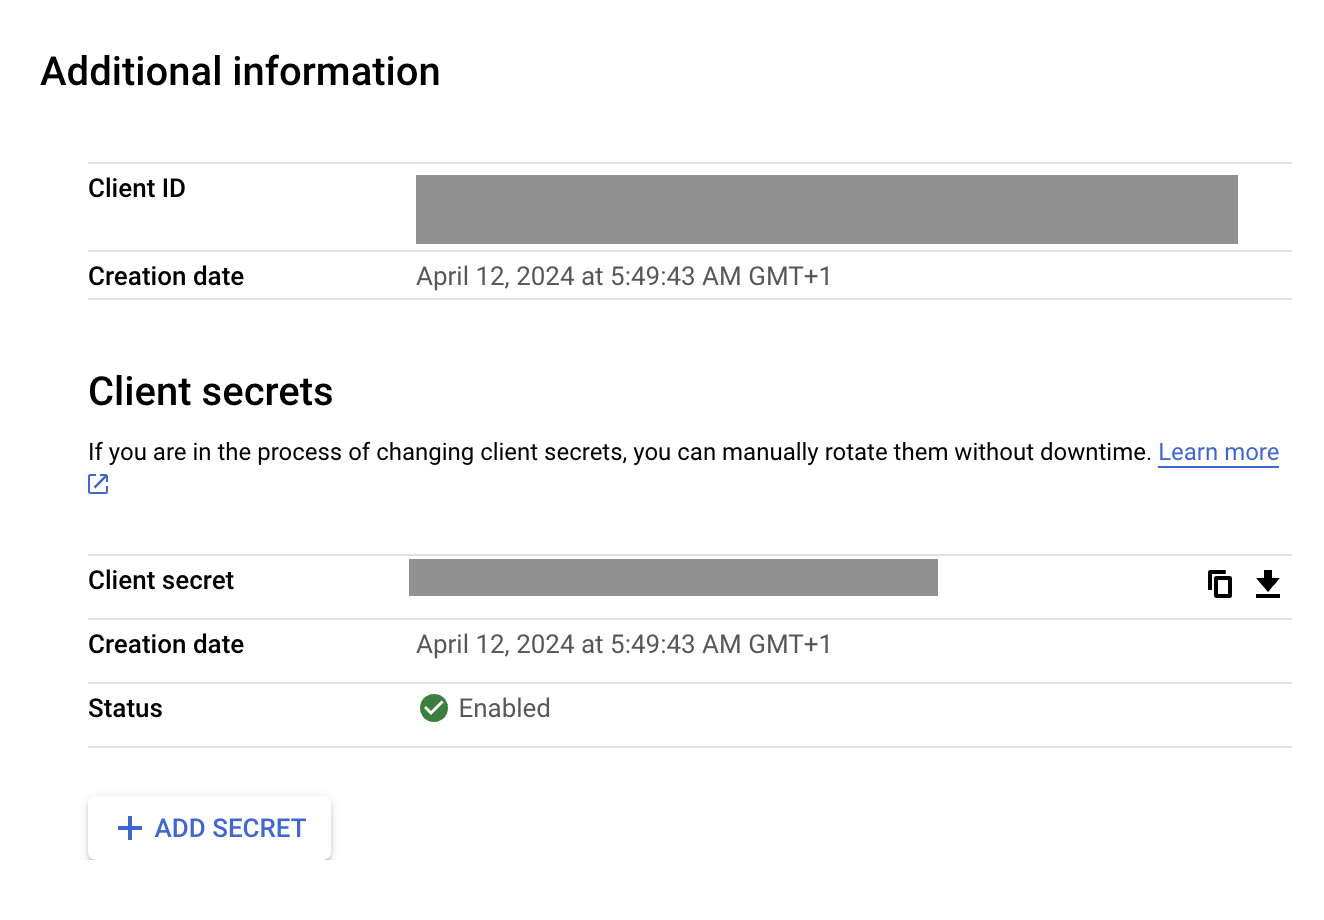 Additional information
Client ID
Creation date April 12, 2024 at 5:49:43 AM GMT+1
Client secrets
If you are in the process of changing client secrets, you can manually rotate them without downtime. Learn more
Client secret
Creation date April 12, 2024 at 5:49:43 AM GMT+1
Status Enabled
ADD SECRET